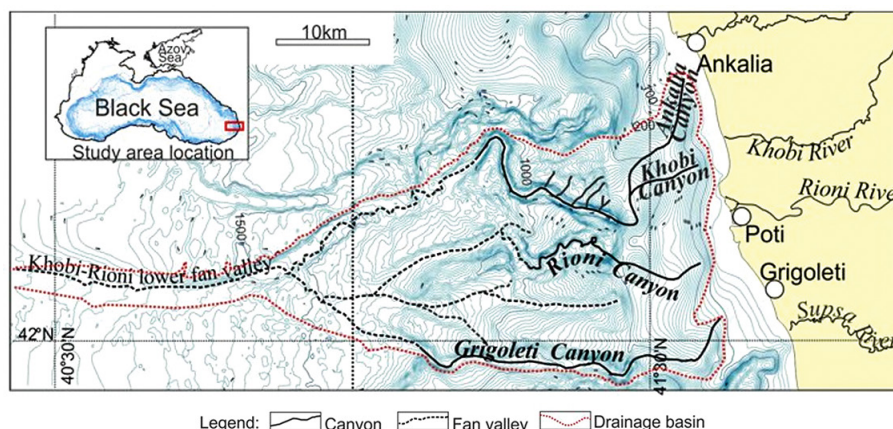 10km
Azov
Sea
Black Sea
Study area location
Ankalia
Ankalia
Canyon
100
200
Khobi River
Khobi
Canyon
1000
Rioni River
Poti
1500
Khobi-Rioni lower fan valley
Rioni Canyon
Grigoleti
Supsa River
42°N
Grigoleti Canyon
40°30'N
41°30'N
Legend: Canyon Fan valley Drainage basin